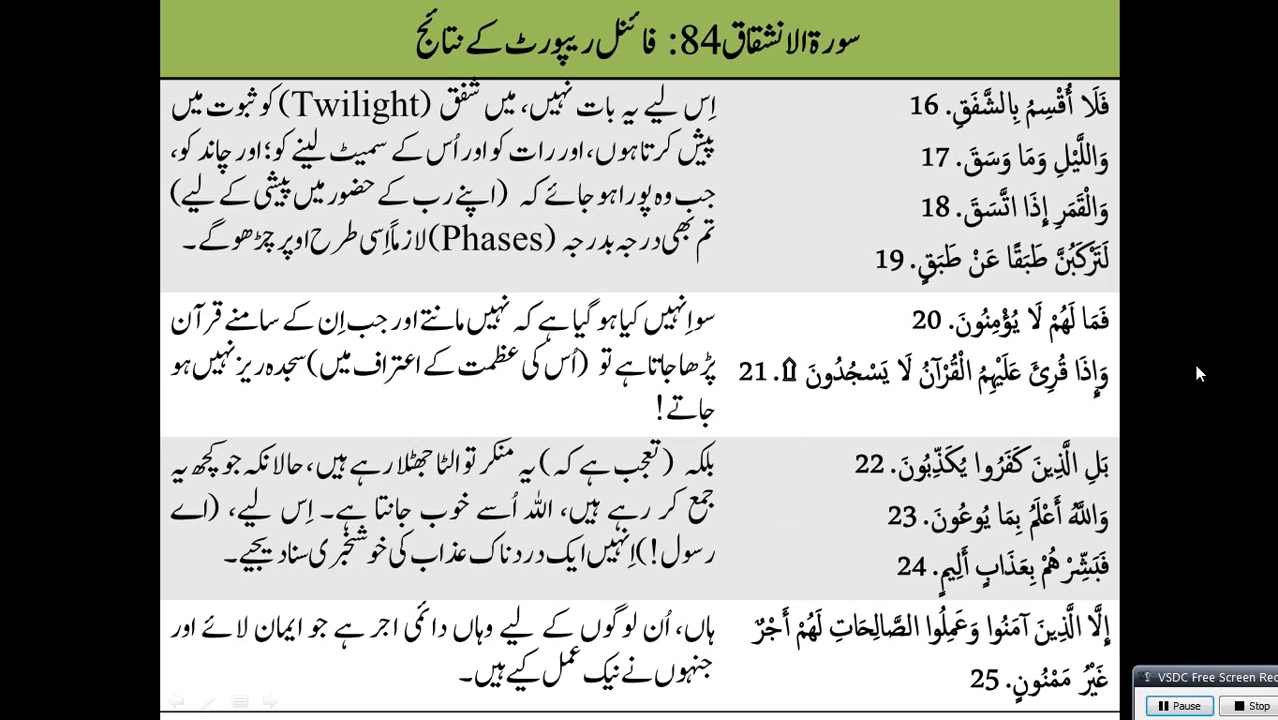 سورۃ الانشقاق84: فائنل رپورٹ کے نتائج
فَلَا أُقْسِمُ بِالشَّفَقِ. 16
وَاللَّيْلِ وَمَا وَسَقَ. 17
وَالْقَمَرِ إِذَا اتَّسَقَ. 18
لَتَرْكَبُنَّ طَبَقًا عَنْ طَبَقٍ. 19
اِس لیے یہ بات نہیں، میں شفق (Twilight) کو ثبوت میں
پیش کرتا ہوں، اور رات کو اور اُس کے سمیٹ لینے کو؛ اور چاند کو،
جب وہ پورا ہو جائے کہ (اپنے رب کے حضور میں پیشی کے لیے)
تم بھی درجہ بدرجہ (Phases) لازماً اِسی طرح اوپر چڑھو گے۔
فَمَا لَهُمْ لَا يُؤْمِنُونَ. 20
وَإِذَا قُرِئَ عَلَيْهِمُ الْقُرْآنُ لَا يَسْجُدُونَ ۩. 21
سو اِنہیں کیا ہو گیا ہے کہ نہیں مانتے اور جب اِن کے سامنے قرآن
پڑھا جاتا ہے تو (اُس کی عظمت کے اعتراف میں) سجدہ ریز نہیں ہو
جاتے!
بَلِ الَّذِينَ كَفَرُوا يُكَذِّبُونَ. 22
وَاللَّهُ أَعْلَمُ بِمَا يُوعُونَ. 23
فَبَشِّرْهُمْ بِعَذَابٍ أَلِيمٍ. 24
بلکہ (تعجب ہے کہ) یہ منکر تو الٹا جھٹلا رہے ہیں، حالانکہ جو کچھ یہ
جمع کر رہے ہیں، اللہ اُسے خوب جانتا ہے۔ اِس لیے، (اے
رسول!) اِنہیں ایک دردناک عذاب کی خوشخبری سنا دیجیے۔
إِلَّا الَّذِينَ آمَنُوا وَعَمِلُوا الصَّالِحَاتِ لَهُمْ أَجْرٌ
غَيْرُ مَمْنُونٍ. 25
ہاں، اُن لوگوں کے لیے وہاں دائمی اجر ہے جو ایمان لائے اور
جنہوں نے نیک عمل کیے ہیں۔
VSDC Free Screen Rec
Pause Stop